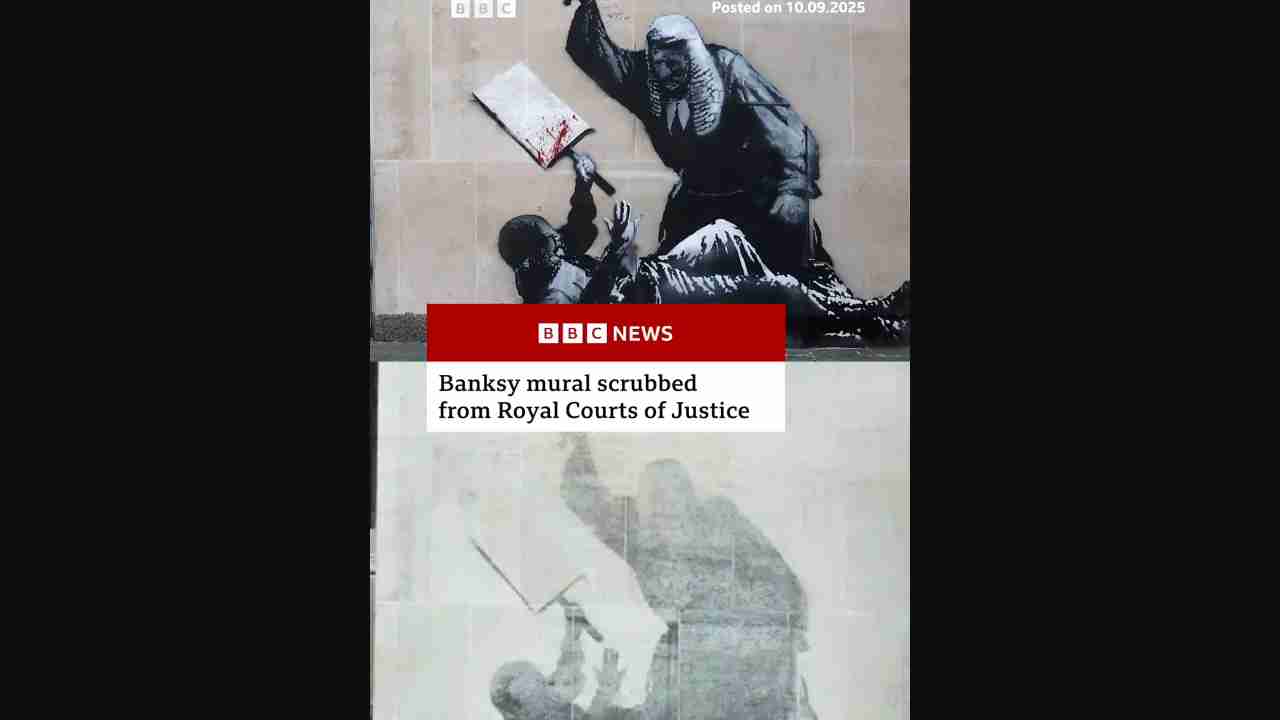 BBC
Posted on 10.09.2025
BBC NEWS
Banksy mural scrubbed
from Royal Courts of Justice